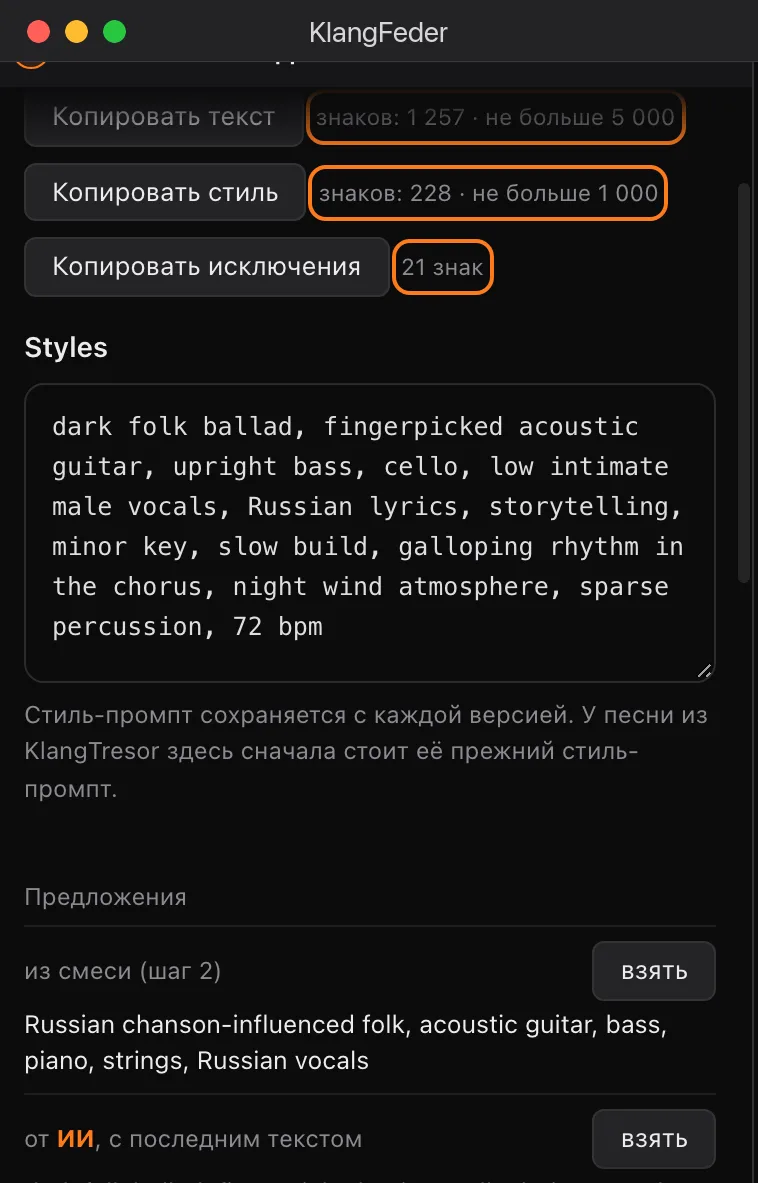 KlangFeder
Копировать текст знаков: 1 257 · не больше 5 000
Копировать стиль знаков: 228 · не больше 1 000
Копировать исключения 21 знак
Styles
dark folk ballad, fingerpicked acoustic
guitar, upright bass, cello, low intimate
male vocals, Russian lyrics, storytelling,
minor key, slow build, galloping rhythm in
the chorus, night wind atmosphere, sparse
percussion, 72 bpm
Стиль-промпт сохраняется с каждой версией. У песни из
KlangTresor здесь сначала стоит её прежний стиль-
промпт.
Предложения
из смеси (шаг 2) взять
Russian chanson-influenced folk, acoustic guitar, bass,
piano, strings, Russian vocals
от ИИ, с последним текстом взять